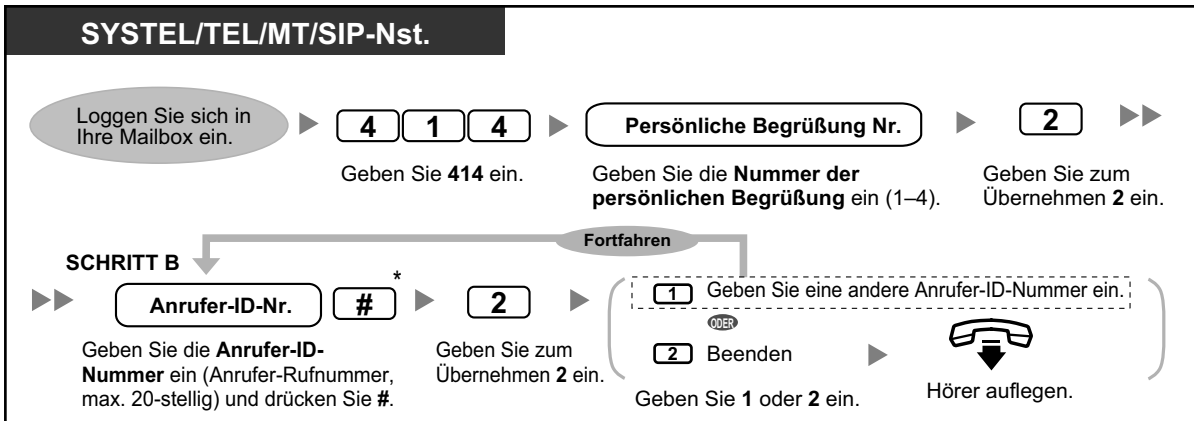 SYSTEL/TEL/MT/SIP-Nst.
Loggen Sie sich in
Ihre Mailbox ein.
4 1 4
Geben Sie 414 ein.
Persönliche Begrüßung Nr.
Geben Sie die Nummer der
persönlichen Begrüßung ein (1–4).
2
Geben Sie zum
Übernehmen 2 ein.
Fortfahren
SCHRITT B
Anrufer-ID-Nr. # *
Geben Sie die Anrufer-ID-
Nummer ein (Anrufer-Rufnummer,
max. 20-stellig) und drücken Sie #.
2
Geben Sie zum
Übernehmen 2 ein.
1 Geben Sie eine andere Anrufer-ID-Nummer ein.
ODER
2 Beenden
Geben Sie 1 oder 2 ein.
Hörer auflegen.